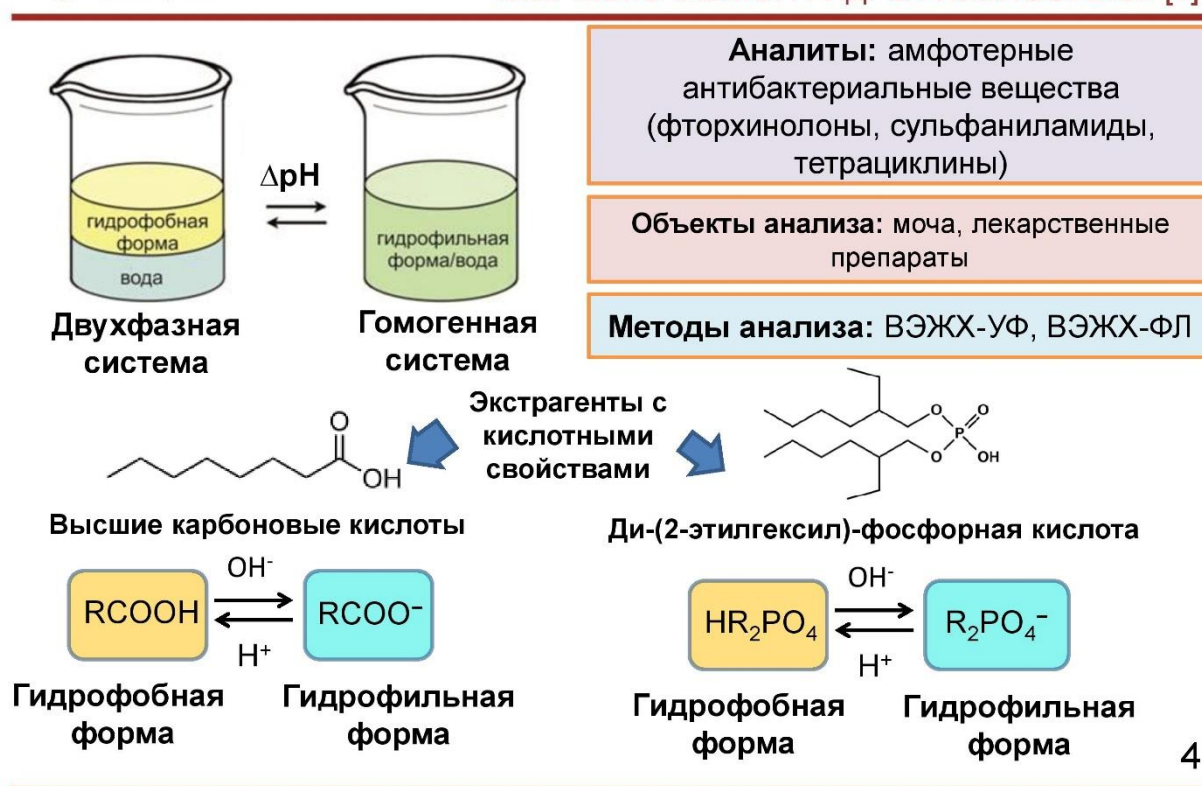 Аналиты: амфотерные
антибактериальные вещества
(фторхинолоны, сульфаниламиды,
тетрациклины)
ΔpH
гидрофобная
форма
вода
гидрофильная
форма/вода
Объекты анализа: моча, лекарственные
препараты
Двухфазная
система
Гомогенная
система
Методы анализа: ВЭЖХ-УФ, ВЭЖХ-ФЛ
Экстрагенты с
кислотными
свойствами
O
OH
O
O
P
O
OH
Высшие карбоновые кислоты
Ди-(2-этилгексил)-фосфорная кислота
RCOOH
OH⁻
H⁺
RCOO⁻
Гидрофобная
форма
Гидрофильная
форма
HR₂PO₄
OH⁻
H⁺
R₂PO₄⁻
Гидрофобная
форма
Гидрофильная
форма
4